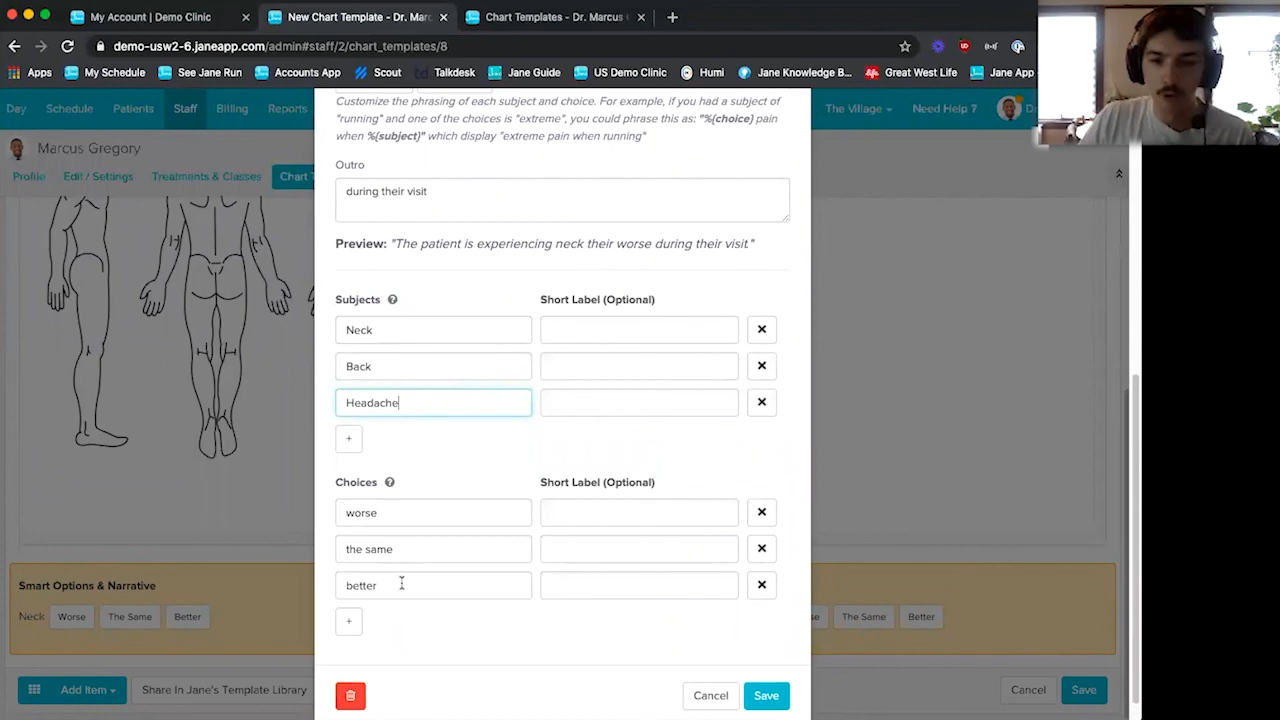 My Account | Demo Clinic
New Chart Template - Dr. Marc
Chart Templates - Dr. Marcus
demo-usw2-6.janeapp.com/admin#staff/2/chart_templates/8
Apps
My Schedule
See Jane Run
Accounts App
Scout
Talkdesk
Jane Guide
US Demo Clinic
Humi
Jane Knowledge B...
Great West Life
Jane App
Day
Schedule
Patients
Staff
Billing
Reports
The Village
Need Help ?
Marcus Gregory
Profile
Edit / Settings
Treatments & Classes
Chart T
Customize the phrasing of each subject and choice. For example, if you had a subject of
"running" and one of the choices is "extreme", you could phrase this as: "%{choice} pain
when %{subject}" which display "extreme pain when running"
Outro
during their visit
Preview: "The patient is experiencing neck their worse during their visit."
Subjects
Short Label (Optional)
Neck
Back
Headache
+
Choices
Short Label (Optional)
worse
the same
better
+
Smart Options & Narrative
Neck
Worse
The Same
Better
se
The Same
Better
Add Item
Share In Jane's Template Library
Cancel
Save
Cancel
Save